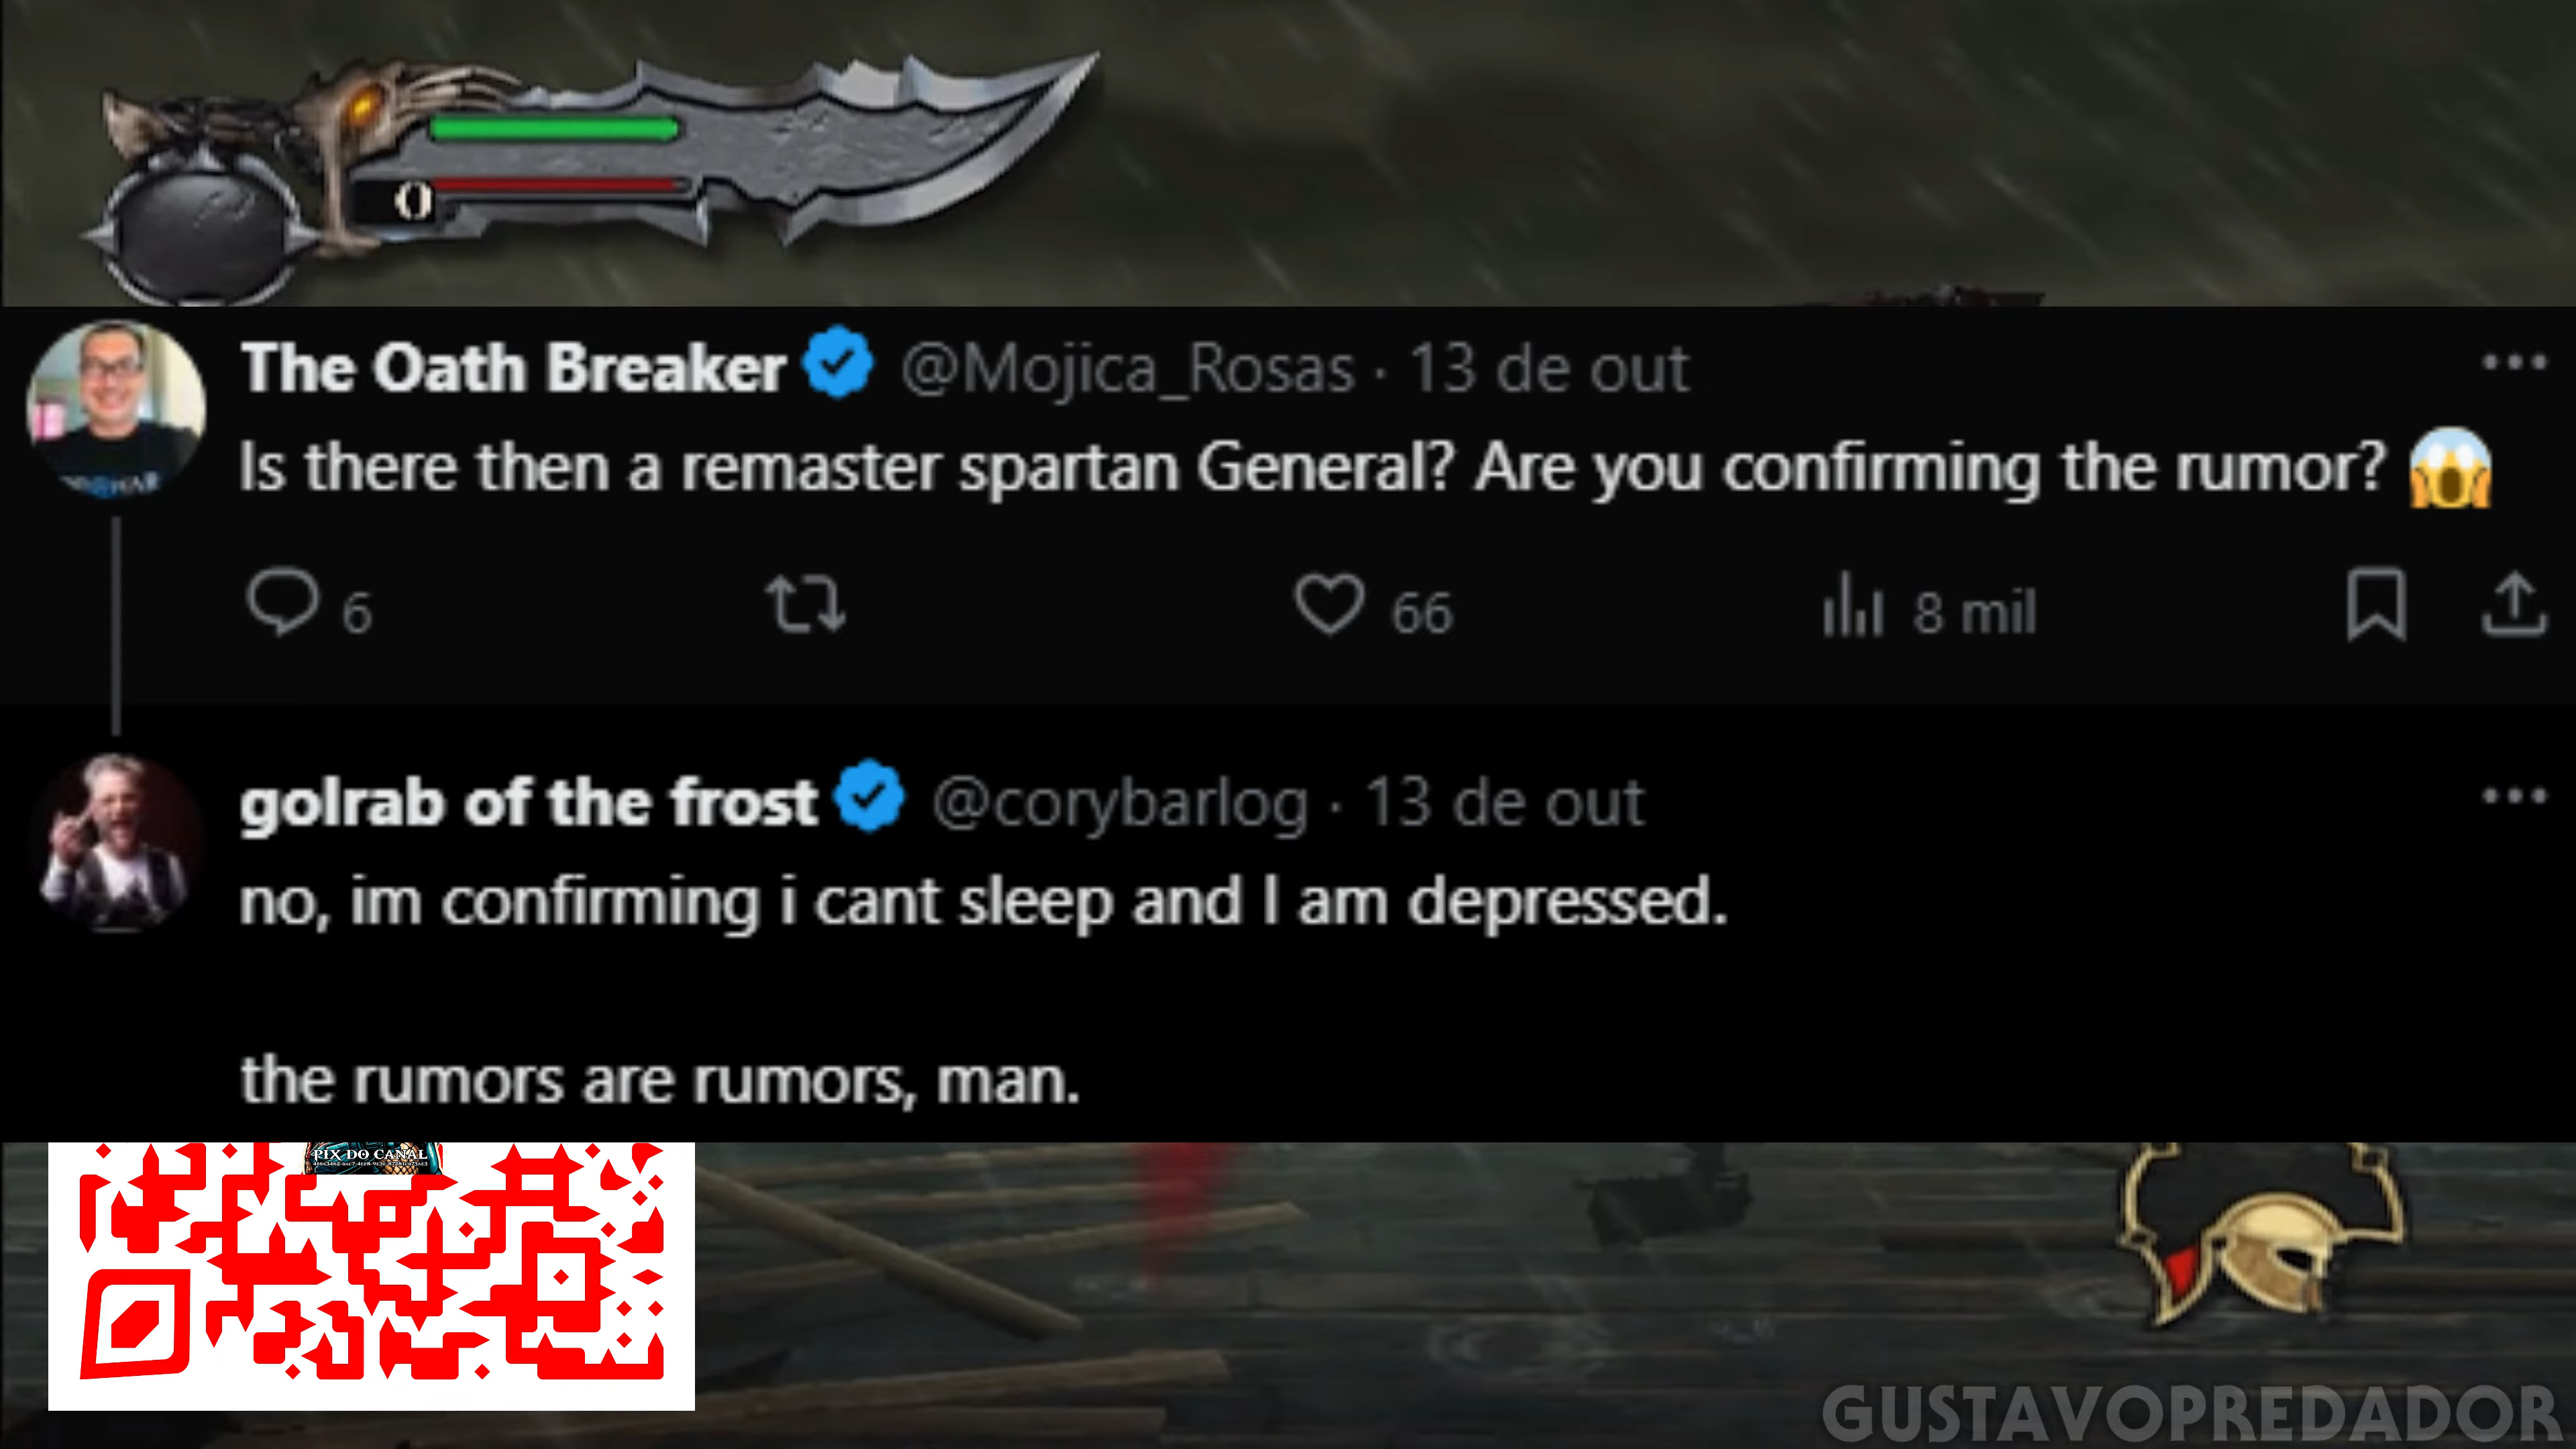 0
The Oath Breaker @Mojica_Rosas · 13 de out
Is there then a remaster spartan General? Are you confirming the rumor? 😱
6 66 8 mil
golrab of the frost @corybarlog · 13 de out
no, im confirming i cant sleep and I am depressed.
the rumors are rumors, man.
PIX DO CANAL
GUSTAVOPREDADOR